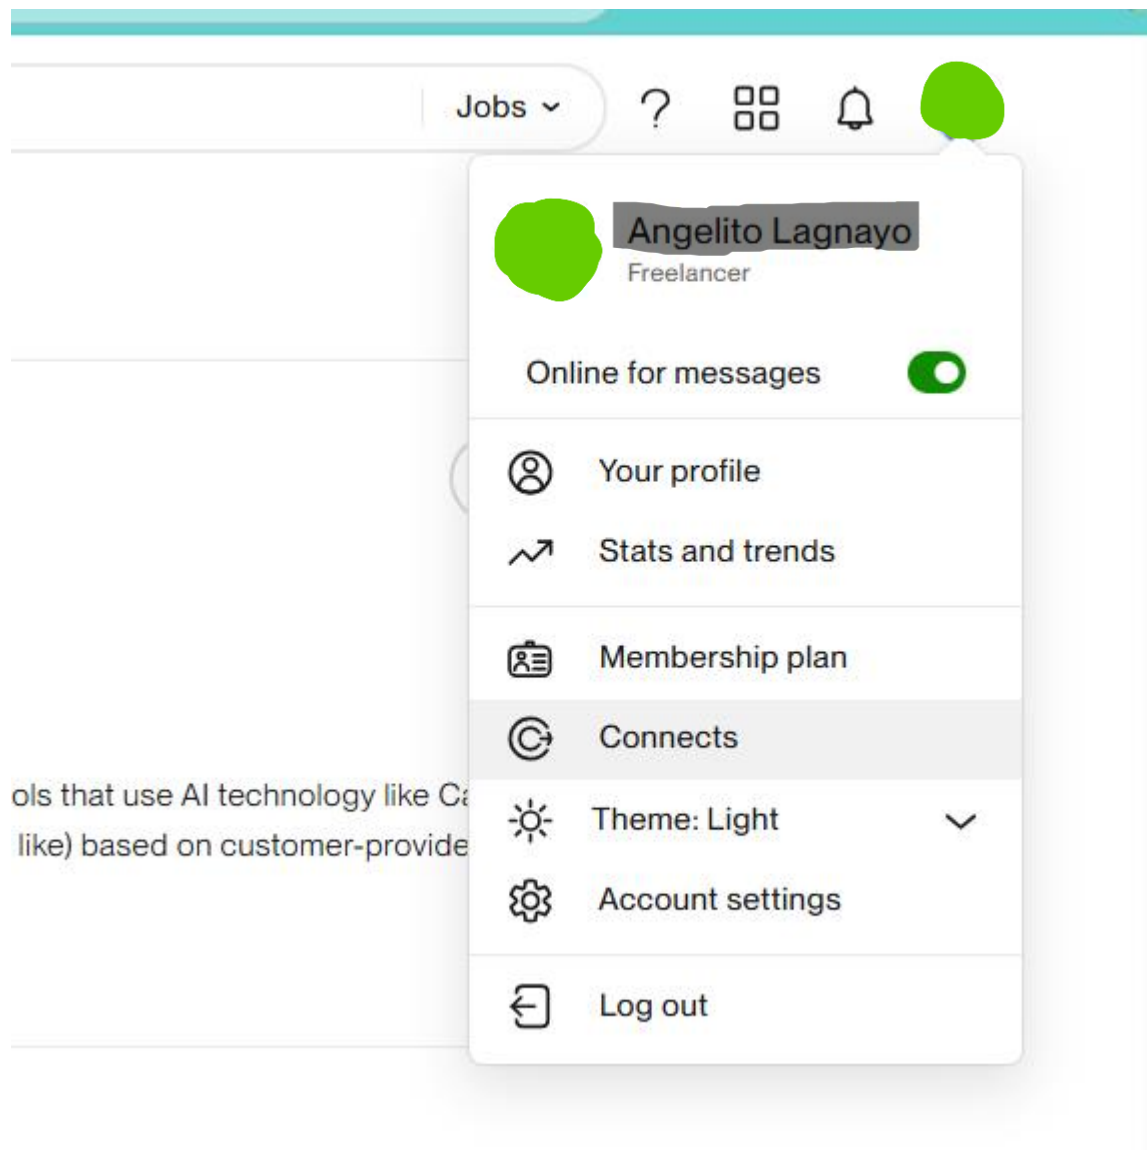 Jobs
Angelito Lagnayo
Freelancer
Online for messages
Your profile
Stats and trends
Membership plan
Connects
ols that use AI technology like
Theme: Light
like) based on customer-provide
Account settings
Log out